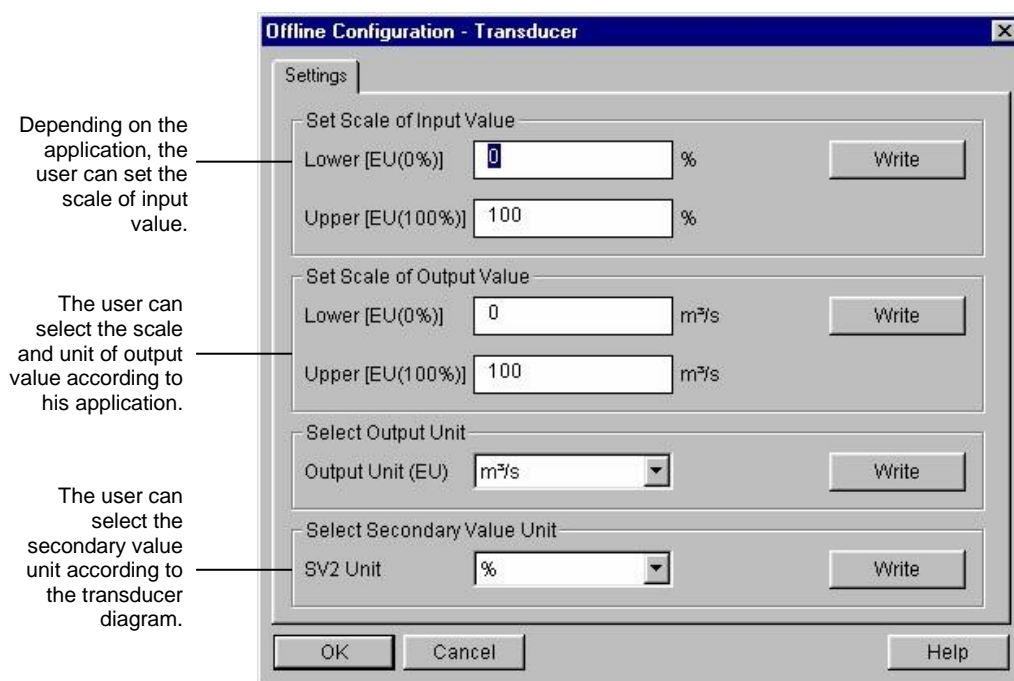 Offline Configuration - Transducer
Settings
Depending on the
application, the
user can set the
scale of input
value.
Set Scale of Input Value
Lower [EU(0%)] 0 % Write
Upper [EU(100%)] 100 %
The user can
select the scale
and unit of output
value according to
his application.
Set Scale of Output Value
Lower [EU(0%)] 0 m³/s Write
Upper [EU(100%)] 100 m³/s
Select Output Unit
Output Unit (EU) m³/s Write
The user can
select the
secondary value
unit according to
the transducer
diagram.
Select Secondary Value Unit
SV2 Unit % Write
OK Cancel Help